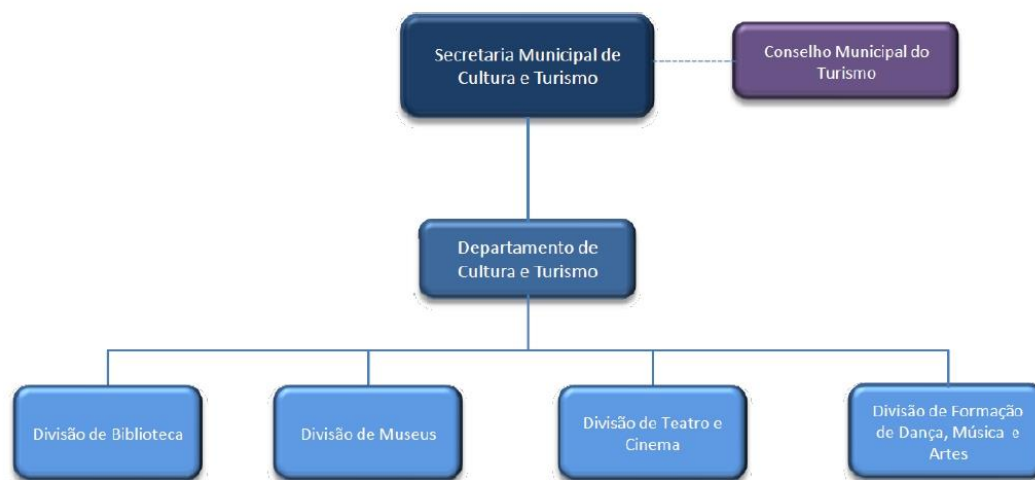 Secretaria Municipal de
Cultura e Turismo
Conselho Municipal do
Turismo
Departamento de
Cultura e Turismo
Divisão de Biblioteca
Divisão de Museus
Divisão de Teatro e
Cinema
Divisão de Formação
de Dança, Música e
Artes